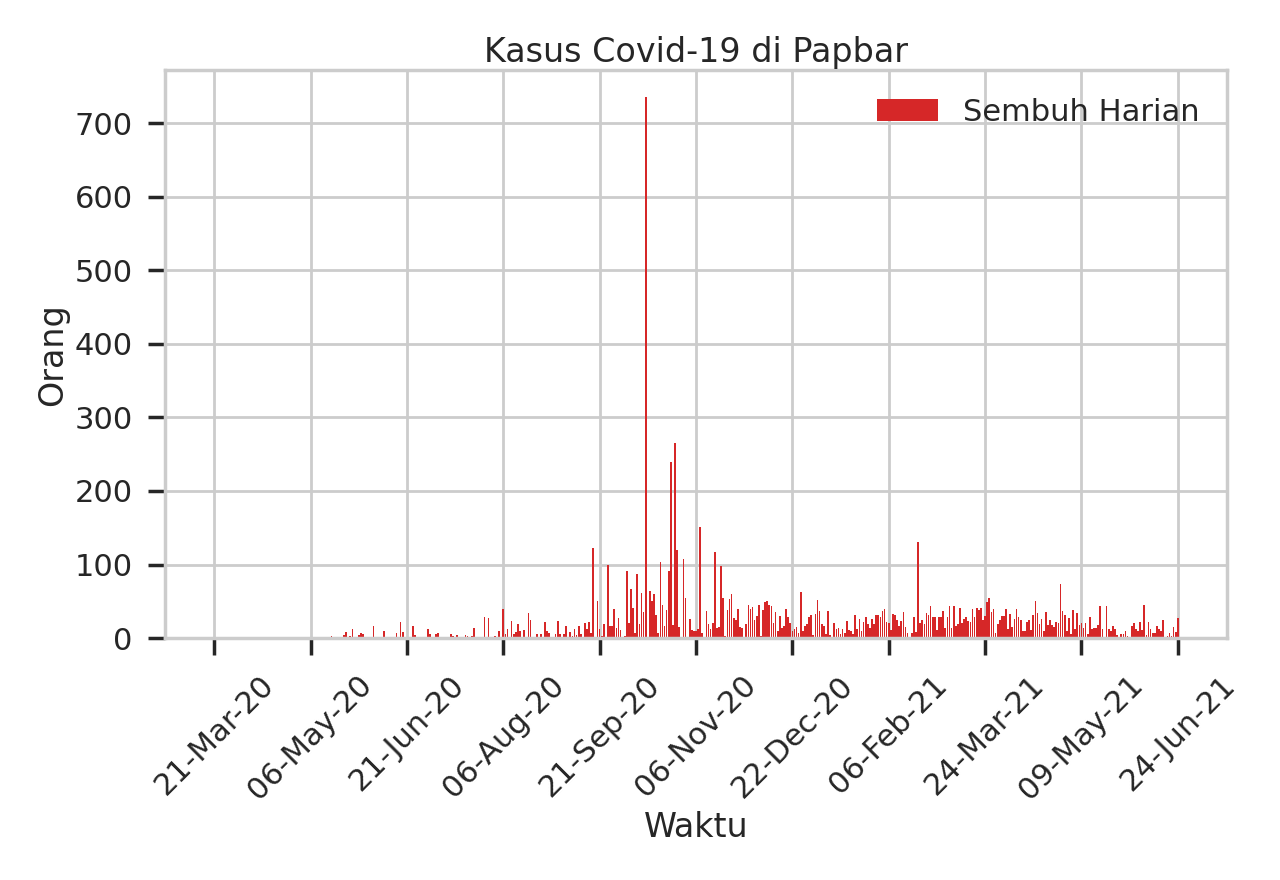 Kasus Covid-19 di Papbar
Sembuh Harian
Orang
700
600
500
400
300
200
100
0
21-Mar-20
06-May-20
21-Jun-20
06-Aug-20
21-Sep-20
06-Nov-20
22-Dec-20
06-Feb-21
24-Mar-21
09-May-21
24-Jun-21
Waktu